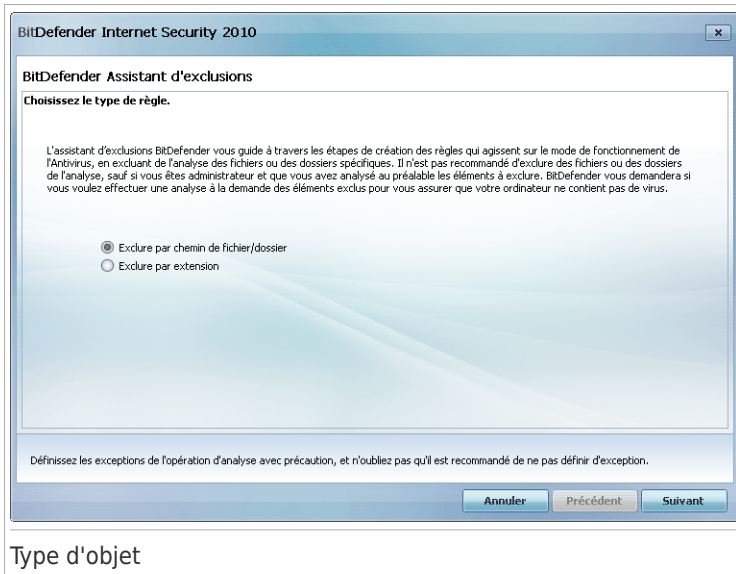 BitDefender Internet Security 2010
BitDefender Assistant d'exclusions
Choisissez le type de règle.
L'assistant d'exclusions BitDefender vous guide à travers les étapes de création des règles qui agissent sur le mode de fonctionnement de
l'Antivirus, en excluant de l'analyse des fichiers ou des dossiers spécifiques. Il n'est pas recommandé d'exclure des fichiers ou des dossiers
de l'analyse, sauf si vous êtes administrateur et que vous avez analysé au préalable les éléments à exclure. BitDefender vous demandera si
vous voulez effectuer une analyse à la demande des éléments exclus pour vous assurer que votre ordinateur ne contient pas de virus.
Exclure par chemin de fichier/dossier
Exclure par extension
Définissez les exceptions de l'opération d'analyse avec précaution, et n'oubliez pas qu'il est recommandé de ne pas définir d'exception.
Annuler Précédent Suivant
Type d'objet